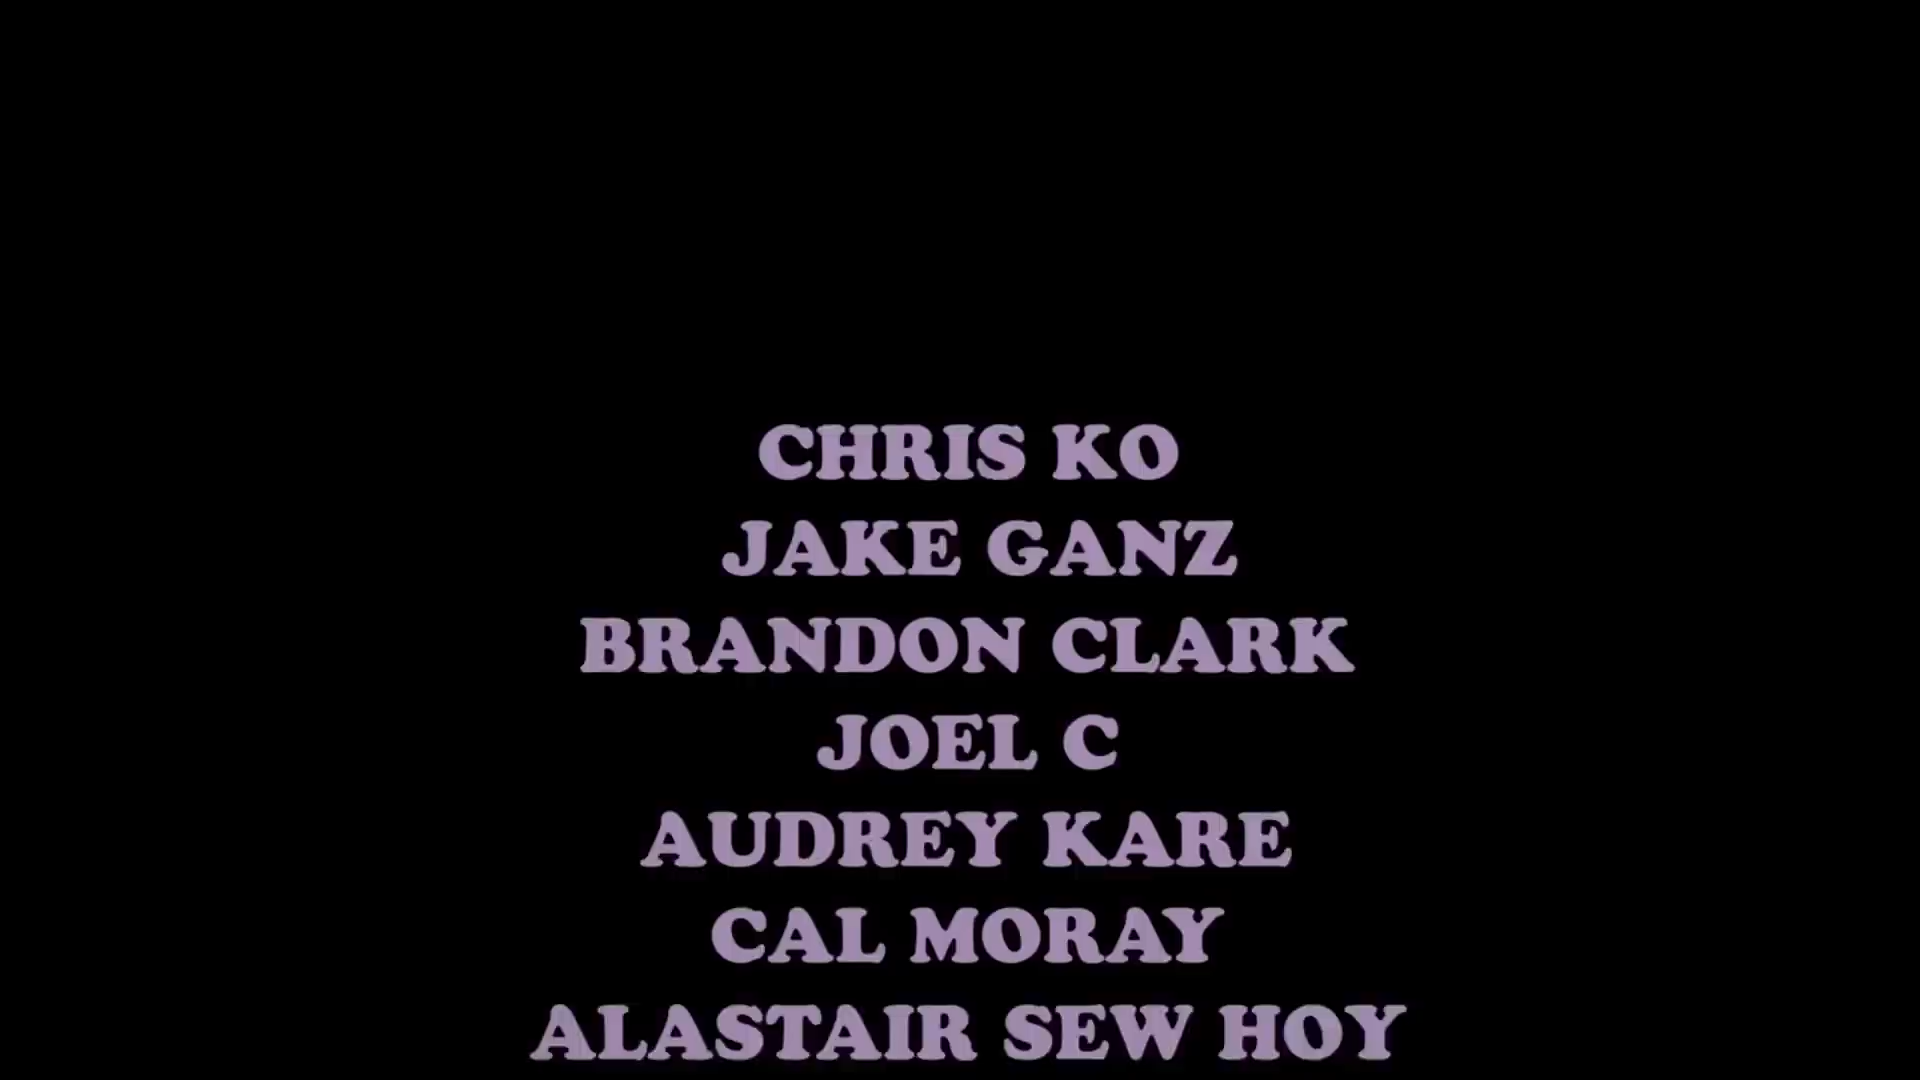 CHRIS KO
JAKE GANZ
BRANDON CLARK
JOEL C
AUDREY KARE
CAL MORAY
ALASTAIR SEW HOY